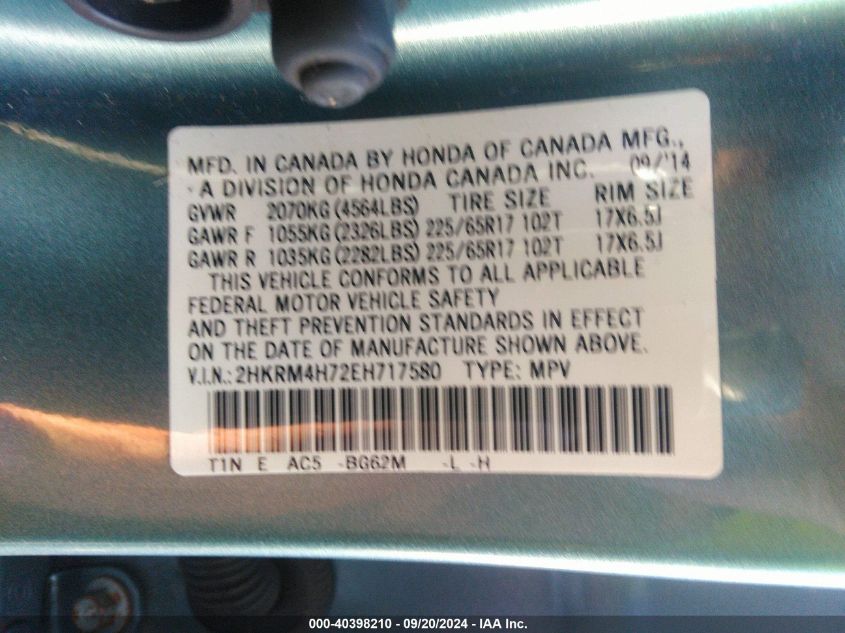 MFD. IN CANADA BY HONDA OF CANADA MFG.,
A DIVISION OF HONDA CANADA INC. 09/'14
GVWR 2070KG (4564LBS) TIRE SIZE RIM SIZE
GAWR F 1055KG (2326LBS) 225/65R17 102T 17X6.5J
GAWR R 1035KG (2282LBS) 225/65R17 102T 17X6.5J
THIS VEHICLE CONFORMS TO ALL APPLICABLE
FEDERAL MOTOR VEHICLE SAFETY
AND THEFT PREVENTION STANDARDS IN EFFECT
ON THE DATE OF MANUFACTURE SHOWN ABOVE.
V.I.N.: 2HKRM4H72EH717580 TYPE: MPV
T1N E AC5 -BG62M -L -H
000-40398210 - 09/20/2024 - IAA Inc.